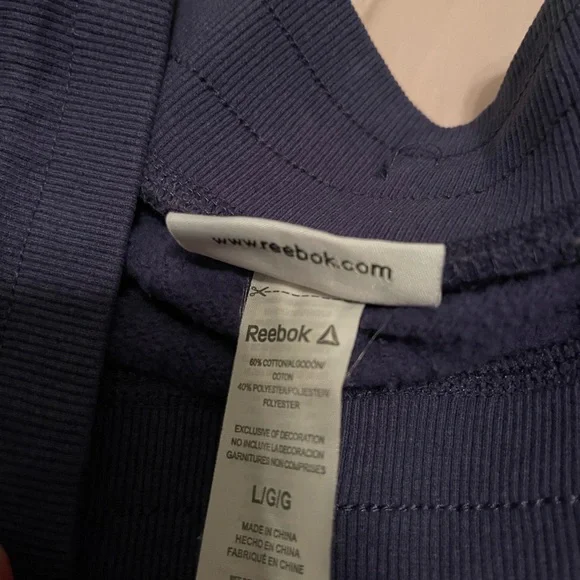 www.reebok.com
Reebok
60% COTTON/ALGODÓN/
COTON
40% POLYESTER/POLIESTER/
POLYESTER
EXCLUSIVE OF DECORATION
NO INCLUYE LA DECORACION
GARNITURES NON COMPRISES
L/G/G
MADE IN CHINA
HECHO EN CHINA
FABRIQUÉ EN CHINE